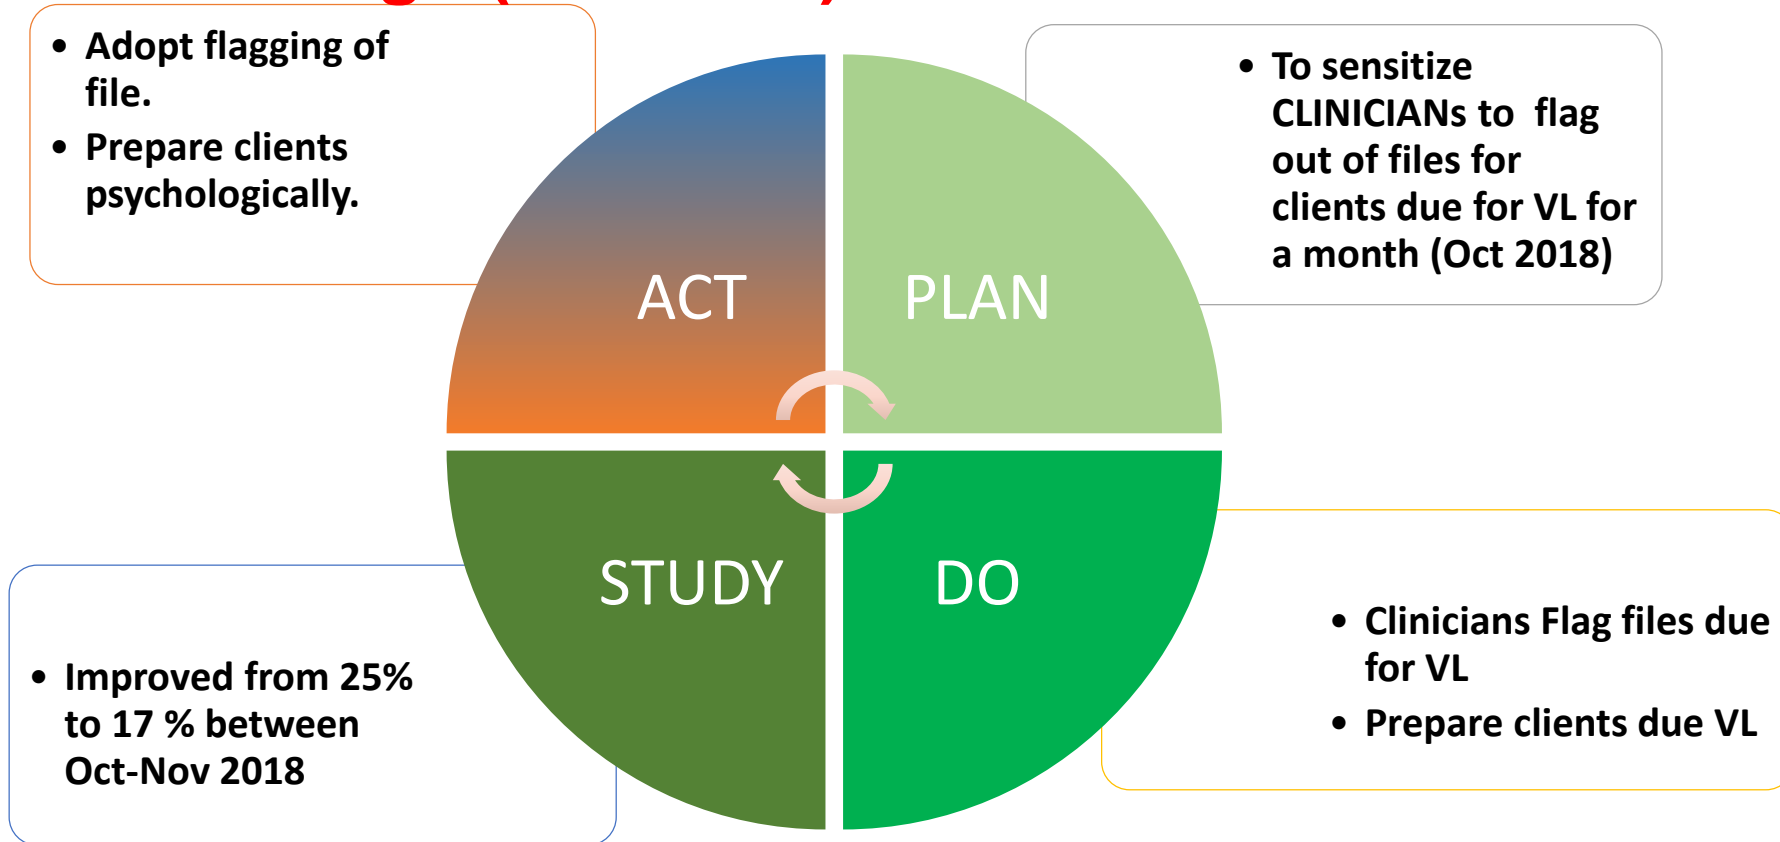 • Adopt flagging of
file.
• Prepare clients
psychologically.
• To sensitize
CLINICIANs to  flag
out of files for
clients due for VL for
a month (Oct 2018)
ACT
PLAN
STUDY
DO
• Improved from 25%
to 17 % between
Oct-Nov 2018
• Clinicians Flag files due
for VL
• Prepare clients due VL